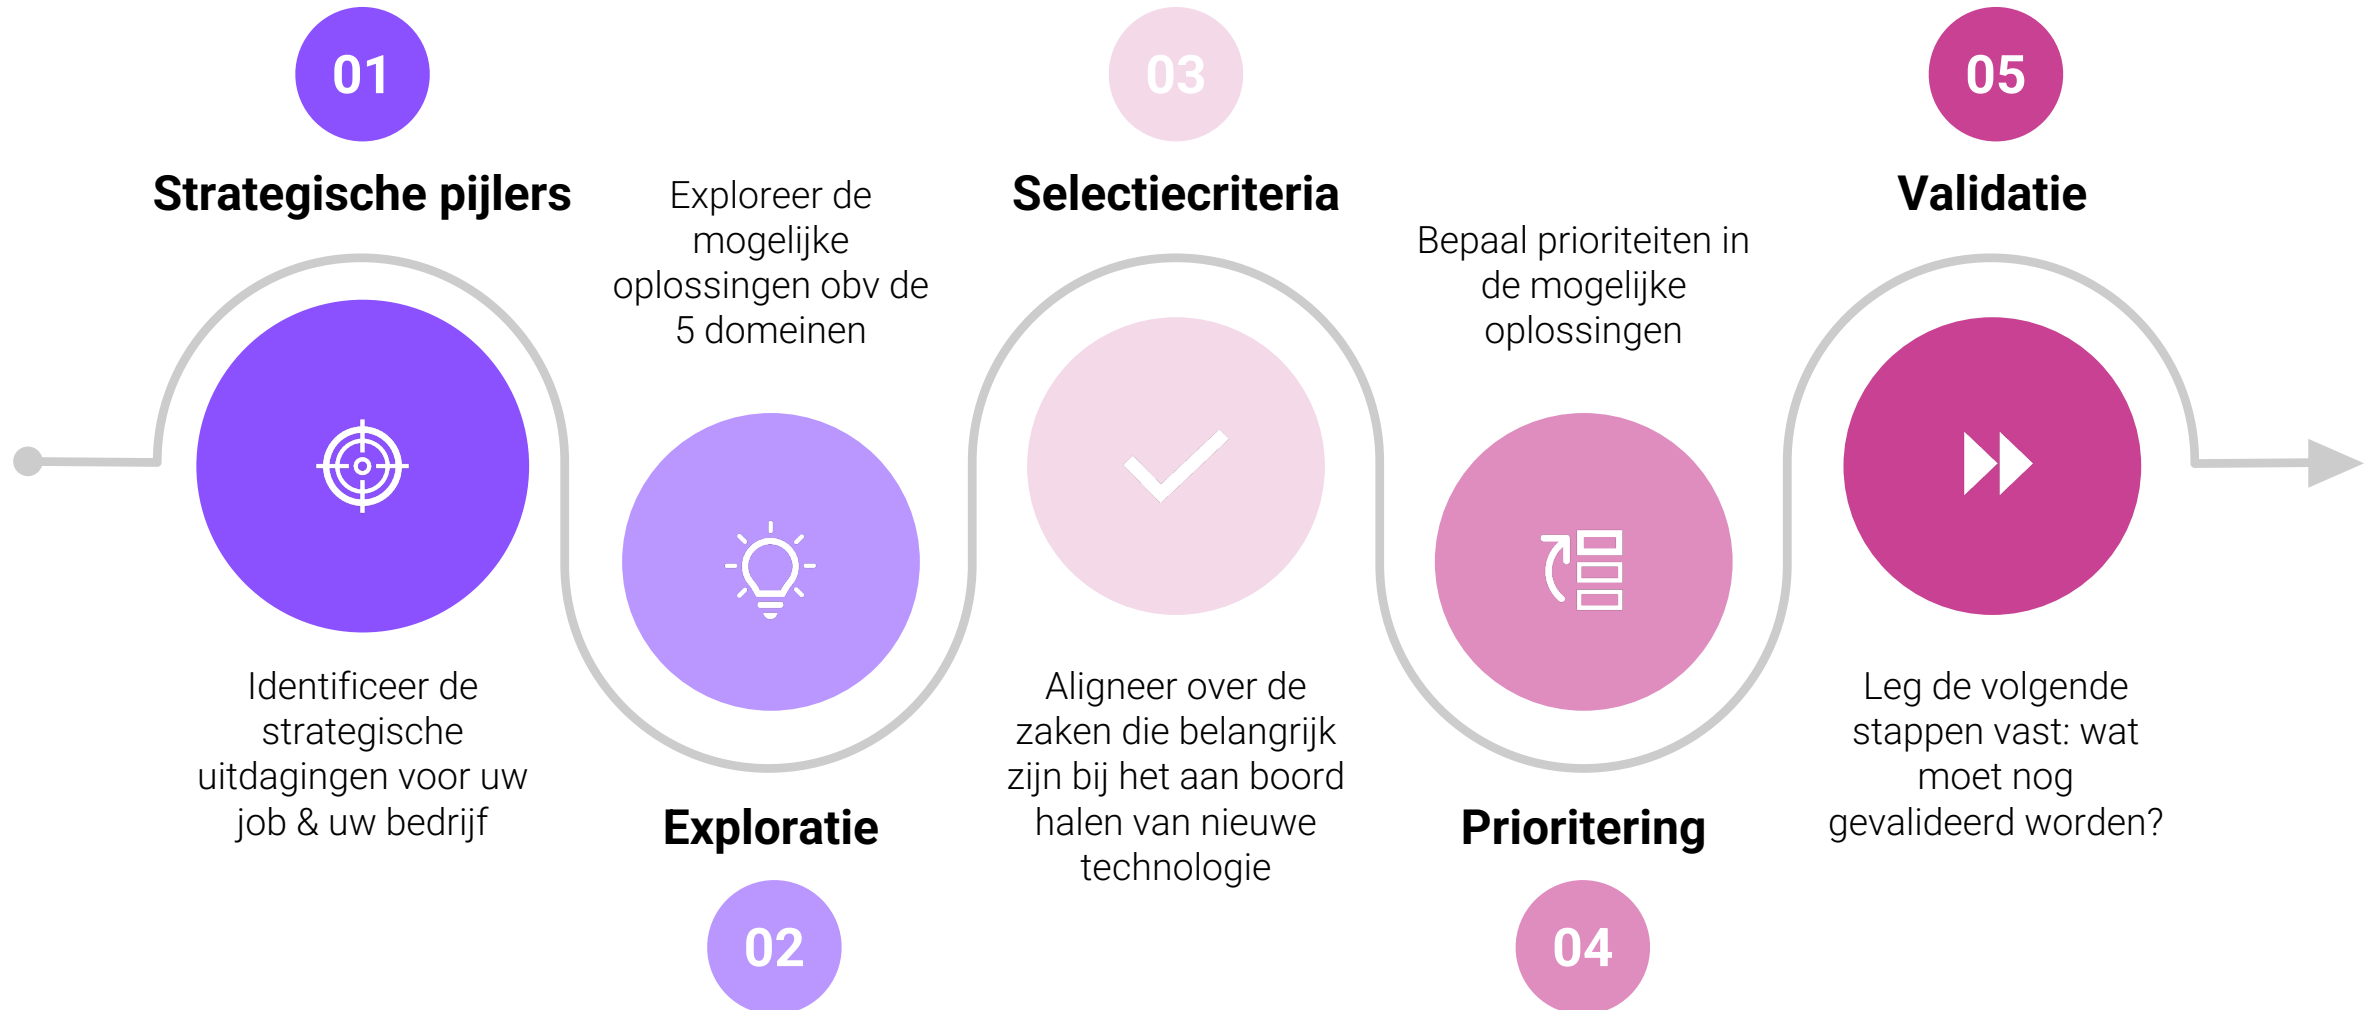 01
Strategische pijlers
Identificeer de
strategische
uitdagingen voor uw
job & uw bedrijf
Exploreer de
mogelijke
oplossingen obv de
5 domeinen
Exploratie
02
03
Selectiecriteria
Aligneer over de
zaken die belangrijk
zijn bij het aan boord
halen van nieuwe
technologie
Bepaal prioriteiten in
de mogelijke
oplossingen
Prioritering
04
05
Validatie
Leg de volgende
stappen vast: wat
moet nog
gevalideerd worden?